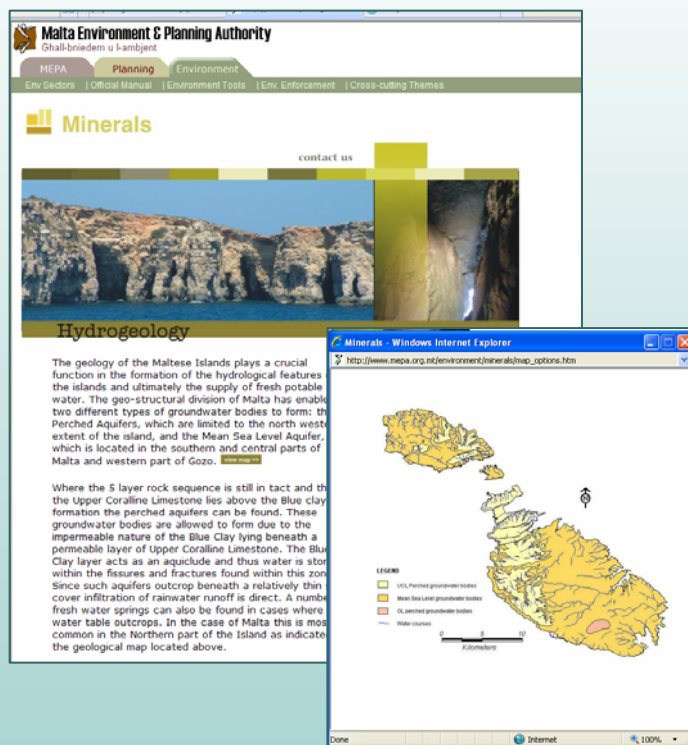 Malta Environment & Planning Authority
Għall-bniedem u l-ambjent
MEPA Planning Environment
Env Sectors | Official Manual | Environment Tools | Env. Enforcement | Cross-cutting Themes
Minerals
contact us
Hydrogeology
The geology of the Maltese Islands plays a crucial
function in the formation of the hydrological features
the islands and ultimately the supply of fresh potable
water. The geo-structural division of Malta has enable
two different types of groundwater bodies to form: th
Perched Aquifers, which are limited to the north weste
extent of the island, and the Mean Sea Level Aquifer,
which is located in the southern and central parts of
Malta and western part of Gozo. view map >>
Where the 5 layer rock sequence is still in tact and th
the Upper Coralline Limestone lies above the Blue clay
formation the perched aquifers can be found. These
groundwater bodies are allowed to form due to the
impermeable nature of the Blue Clay lying beneath a
permeable layer of Upper Coralline Limestone. The Blue
Clay layer acts as an aquiclude and thus water is stor
within the fissures and fractures found within this zon
Since such aquifers outcrop beneath a relatively thin
cover infiltration of rainwater runoff is direct. A numbe
fresh water springs can also be found in cases where
water table outcrops. In the case of Malta this is mos
common in the Northern part of the Island as indicate
the geological map located above.
Minerals - Windows Internet Explorer
http://www.mepa.org.mt/environment/minerals/map_options.htm
N
LEGEND
UCL Perched groundwater bodies
Mean Sea Level groundwater bodies
GL perched groundwater bodies
Water courses
0 5 10
Kilometers
Done Internet 100%